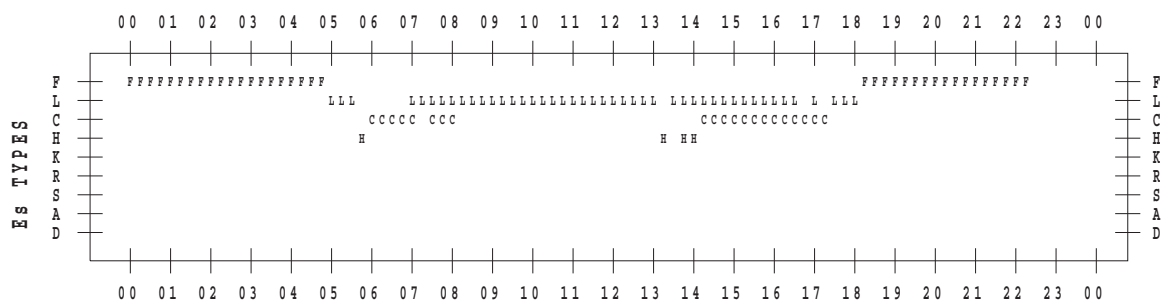 00 01 02 03 04 05 06 07 08 09 10 11 12 13 14 15 16 17 18 19 20 21 22 23 00
F FFFFFFFFFFFFFFFFFFFF FFFFFFFFFFFFFFFFF F
L LLL LLLLLLLLLLLLLLLLLLLLLLLLL LLLLLLLLLLLLL L LLL L
C CCCCC CCC CCCCCCCCCCCCC C
H H H HH H
K K
R R
S S
A A
D D
Es TYPES
00 01 02 03 04 05 06 07 08 09 10 11 12 13 14 15 16 17 18 19 20 21 22 23 00